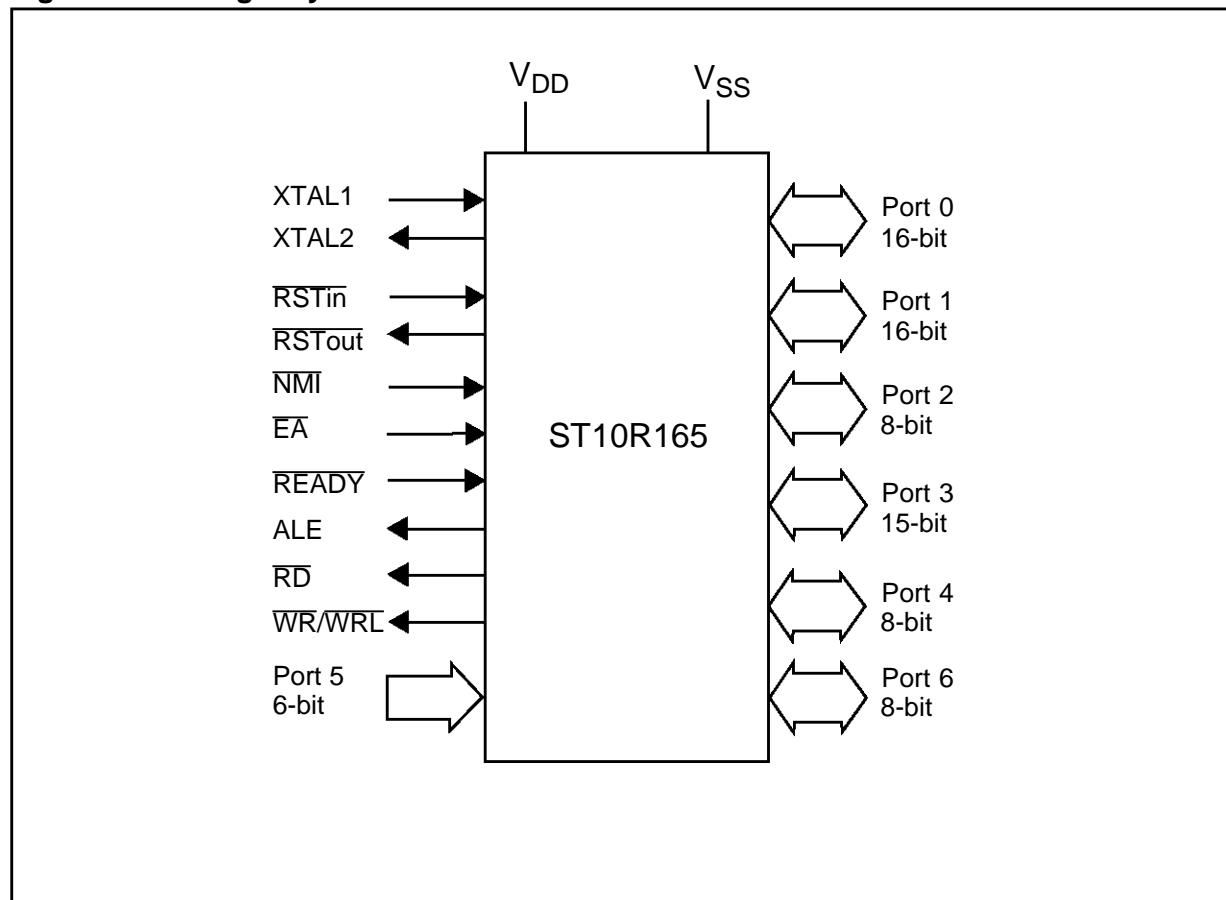 V_DD
V_SS
XTAL1
XTAL2
RSTin
RSTout
NMI
EA
READY
ALE
RD
WR/WRL
Port 5
6-bit
ST10R165
Port 0
16-bit
Port 1
16-bit
Port 2
8-bit
Port 3
15-bit
Port 4
8-bit
Port 6
8-bit